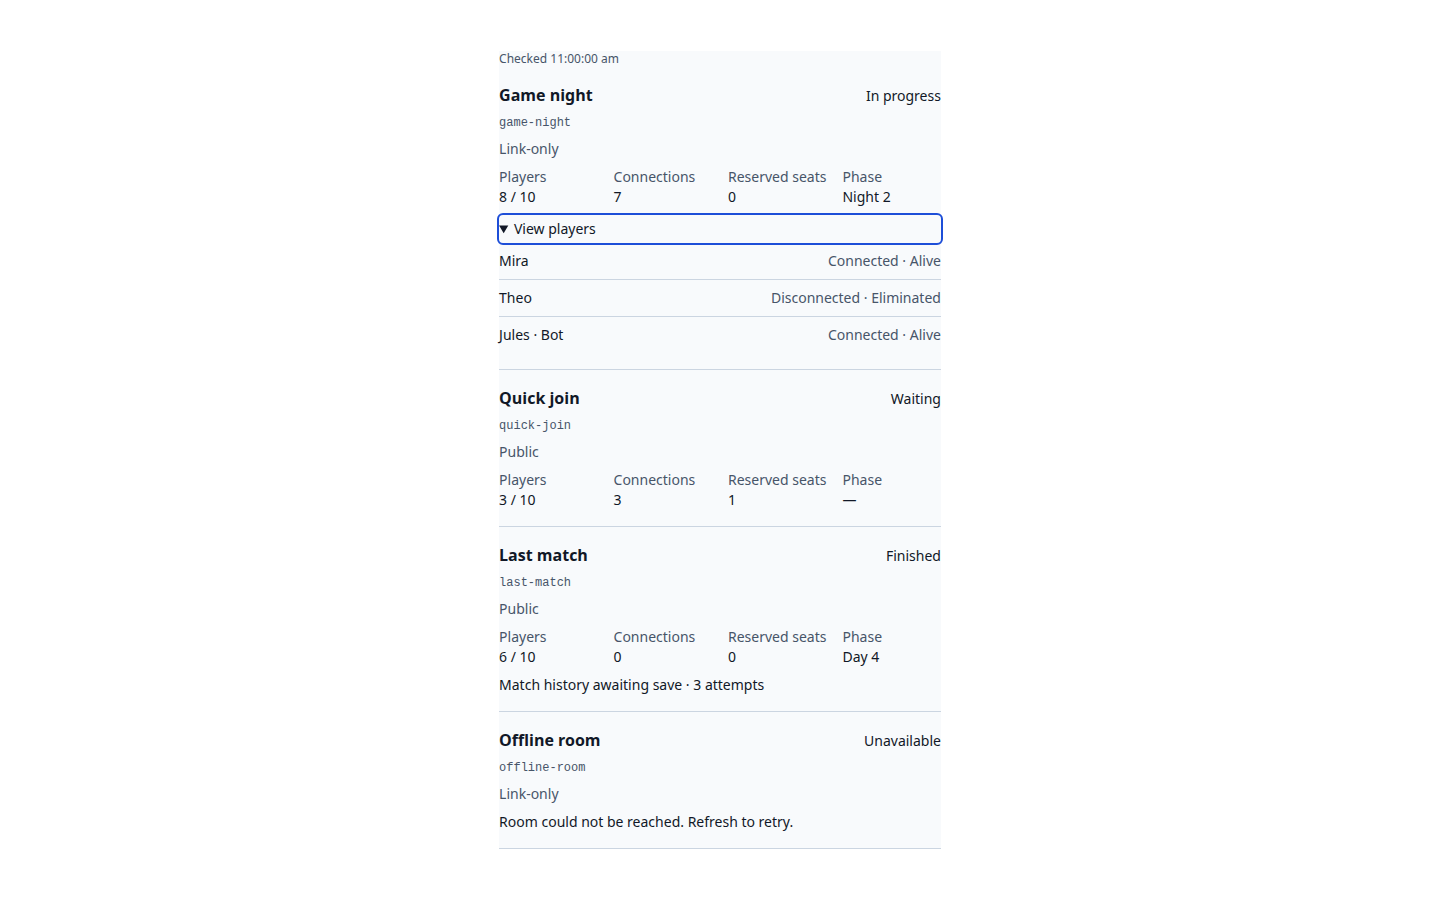 Checked 11:00:00 am
Game night In progress
game-night
Link-only
Players Connections Reserved seats Phase
8 / 10 7 0 Night 2
▼ View players
Mira Connected · Alive
Theo Disconnected · Eliminated
Jules · Bot Connected · Alive
Quick join Waiting
quick-join
Public
Players Connections Reserved seats Phase
3 / 10 3 1 —
Last match Finished
last-match
Public
Players Connections Reserved seats Phase
6 / 10 0 0 Day 4
Match history awaiting save · 3 attempts
Offline room Unavailable
offline-room
Link-only
Room could not be reached. Refresh to retry.